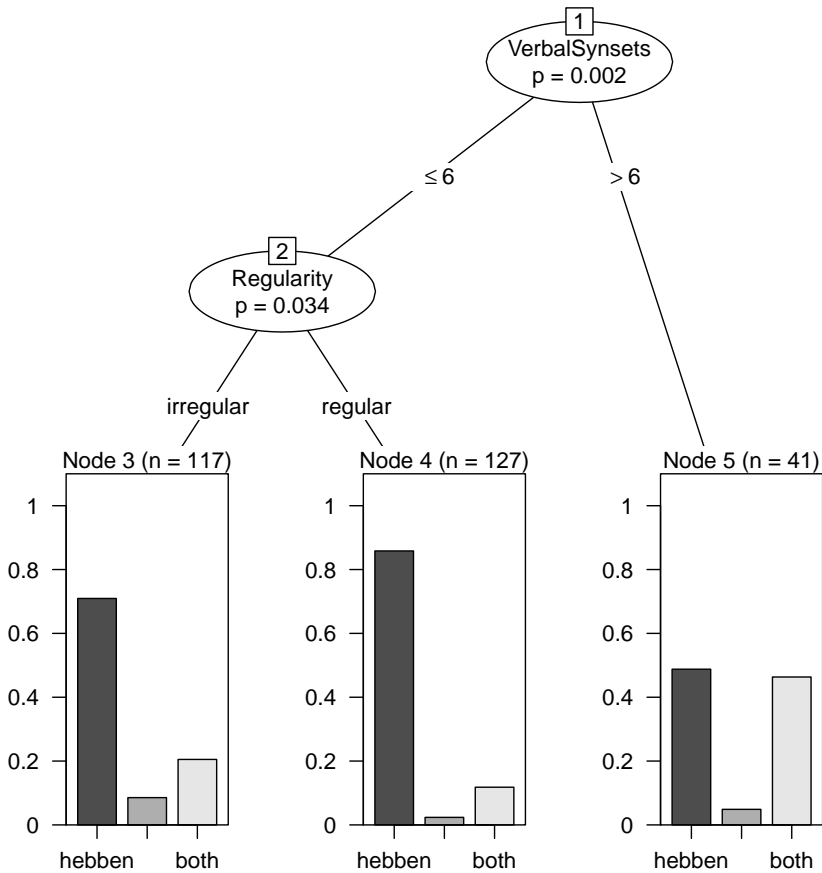 1
VerbalSynsets
p = 0.002
≤ 6
> 6
2
Regularity
p = 0.034
irregular
regular
Node 3 (n = 117)
1
0.8
0.6
0.4
0.2
0
hebben
both
Node 4 (n = 127)
1
0.8
0.6
0.4
0.2
0
hebben
both
Node 5 (n = 41)
1
0.8
0.6
0.4
0.2
0
hebben
both